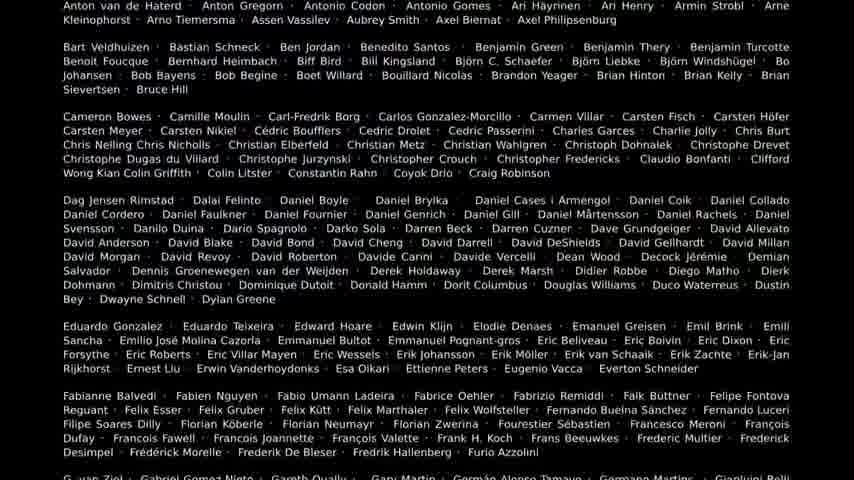 Anton van de Haterd · Anton Gregorn · Antonio Codon · Antonio Gomes · Ari Häyrinen · Ari Henry · Armin Strobl · Arne
Kleinophorst · Arno Tiemersma · Assen Vassilev · Aubrey Smith · Axel Biernat · Axel Philipsenburg
Bart Veldhuizen · Bastian Schneck · Ben Jordan · Benedito Santos · Benjamin Green · Benjamin Thery · Benjamin Turcotte
Benoit Foucque · Bernhard Heimbach · Biff Bird · Bill Kingsland · Björn C. Schaefer · Björn Liebke · Björn Windshügel · Bo
Johansen · Bob Bayens · Bob Begine · Boet Willard · Bouillard Nicolas · Brandon Yeager · Brian Hinton · Brian Kelly · Brian
Sievertsen · Bruce Hill
Cameron Bowes · Camille Moulin · Carl-Fredrik Borg · Carlos Gonzalez-Morcillo · Carmen Villar · Carsten Fisch · Carsten Höfer
Carsten Meyer · Carsten Nikiel · Cédric Boufflers · Cedric Drolet · Cedric Passerini · Charles Garces · Charlie Jolly · Chris Burt
Chris Nelling Chris Nicholls · Christian Elberfeld · Christian Metz · Christian Wahlgren · Christoph Dohnalek · Christophe Drevet
Christophe Dugas du Villard · Christophe Jurzynski · Christopher Crouch · Christopher Fredericks · Claudio Bonfanti · Clifford
Wong Kian Colin Griffith · Colin Litster · Constantin Rahn · Coyok Drio · Craig Robinson
Dag Jensen Rimstad · Dalai Felinto · Daniel Boyle · Daniel Brylka · Daniel Cases i Armengol · Daniel Coik · Daniel Collado
Daniel Cordero · Daniel Faulkner · Daniel Fournier · Daniel Genrich · Daniel Gill · Daniel Mårtensson · Daniel Rachels · Daniel
Svensson · Danilo Duina · Dario Spagnolo · Darko Sola · Darren Beck · Darren Cuzner · Dave Grundgeiger · David Allevato
David Anderson · David Blake · David Bond · David Cheng · David Darrell · David DeShields · David Gellhardt · David Millan
David Morgan · David Revoy · David Roberton · Davide Canni · Davide Vercelli · Dean Wood · Decock Jérémie · Demian
Salvador · Dennis Groenewegen van der Weijden · Derek Holdaway · Derek Marsh · Didier Robbe · Diego Matho · Dierk
Dohmann · Dimitris Christou · Dominique Dutoit · Donald Hamm · Dorit Columbus · Douglas Williams · Duco Waterreus · Dustin
Bey · Dwayne Schnell · Dylan Greene
Eduardo Gonzalez · Eduardo Teixeira · Edward Hoare · Edwin Klijn · Elodie Denaes · Emanuel Greisen · Emil Brink · Emili
Sancha · Emilio José Molina Cazorla · Emmanuel Bultot · Emmanuel Pognant-gros · Eric Beliveau · Eric Boivin · Eric Dixon · Eric
Forsythe · Eric Roberts · Eric Villar Mayen · Eric Wessels · Erik Johansson · Erik Möller · Erik van Schaaik · Erik Zachte · Erik-Jan
Rijkhorst · Ernest Liu · Erwin Vanderhoydonks · Esa Oikari · Ettienne Peters · Eugenio Vacca · Everton Schneider
Fabianne Balvedi · Fabien Nguyen · Fabio Umann Ladeira · Fabrice Oehler · Fabrizio Remiddi · Falk Büttner · Felipe Fontova
Reguant · Felix Esser · Felix Gruber · Felix Kütt · Felix Marthaler · Felix Wolfsteller · Fernando Bueina Sánchez · Fernando Luceri
Filipe Soares Dilly · Florian Köberle · Florian Neumayr · Florian Zwerina · Fourestier Sébastien · Francesco Meroni · François
Dufay · Francois Fawell · Francois Joannette · François Valette · Frank H. Koch · Frans Beeuwkes · Frederic Multier · Frederick
Desimpel · Frédérick Morelle · Frederik De Bleser · Fredrik Hallenberg · Furio Azzolini
G. van Ziel · Gabriel Gomez Nieto · Gareth Qually · Gary Martin · Germán Alonso Tamayo · Germano Martins · Gianluigi Belli